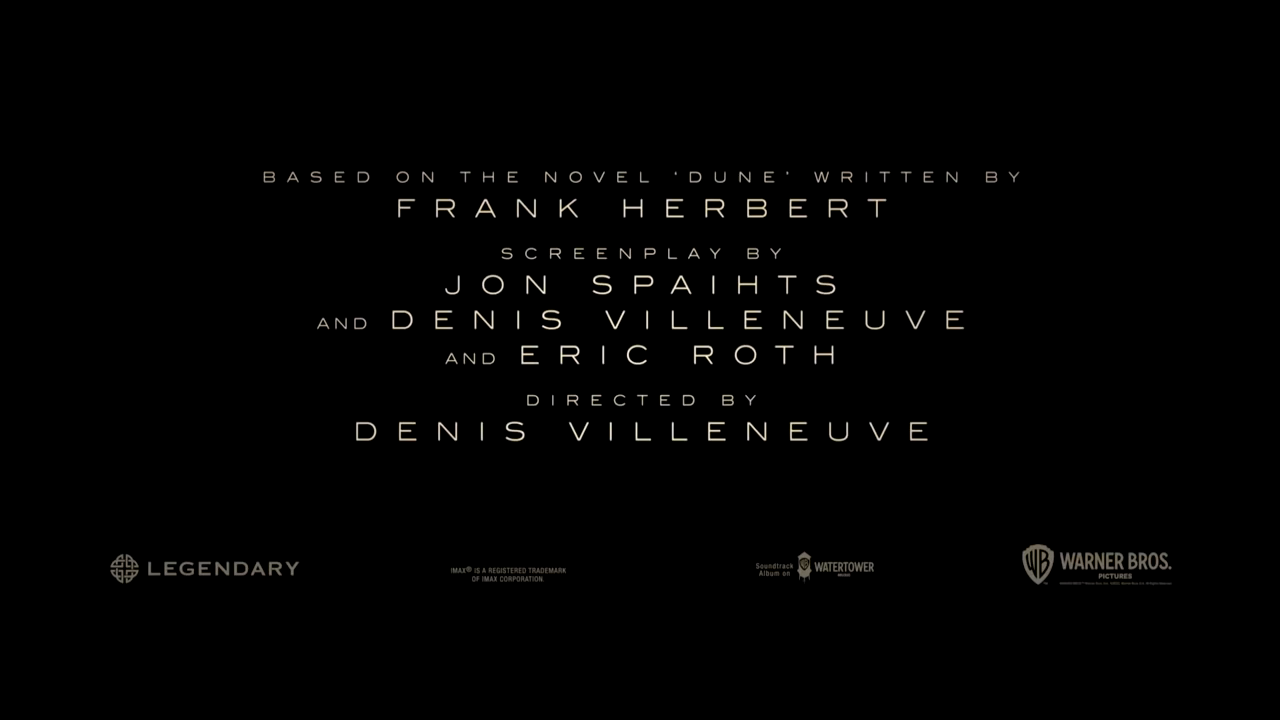 BASED ON THE NOVEL 'DUNE' WRITTEN BY
FRANK HERBERT
SCREENPLAY BY
JON SPAIHTS
AND DENIS VILLENEUVE
AND ERIC ROTH
DIRECTED BY
DENIS VILLENEUVE
LEGENDARY
IMAX® IS A REGISTERED TRADEMARK
OF IMAX CORPORATION.
Soundtrack
Album on
WATERTOWER
WB
WARNER BROS.
PICTURES